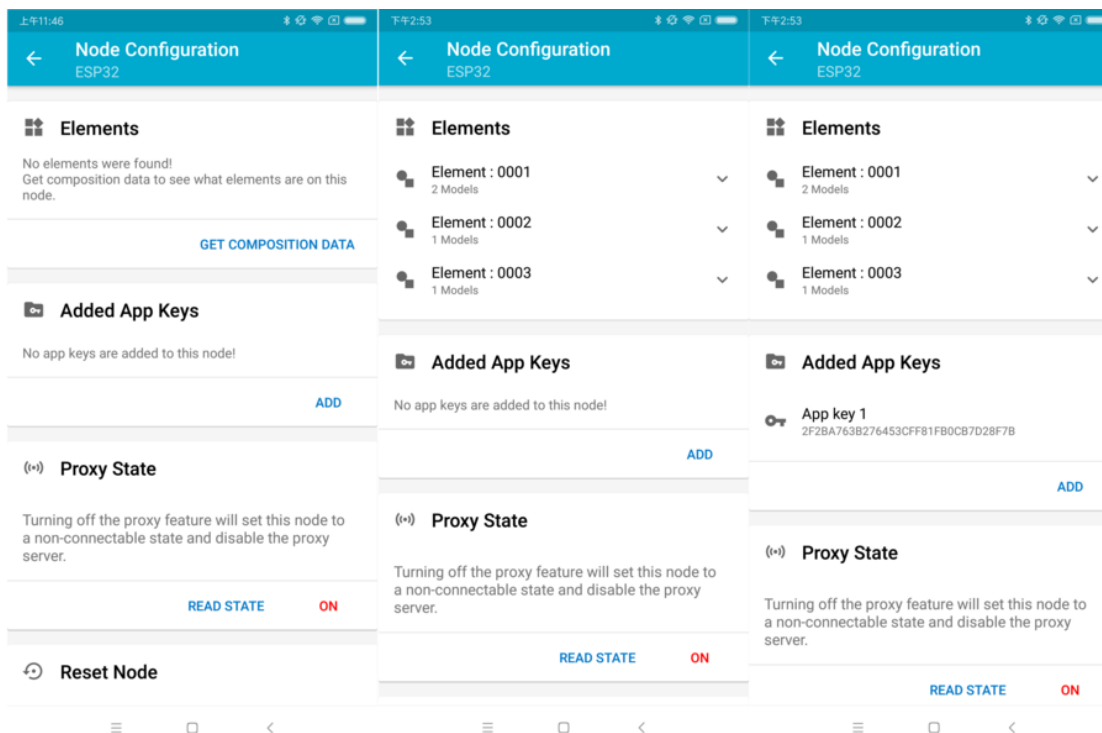 上午11:46
Node Configuration
ESP32
Elements
No elements were found!
Get composition data to see what elements are on this
node.
GET COMPOSITION DATA
Added App Keys
No app keys are added to this node!
ADD
Proxy State
Turning off the proxy feature will set this node to
a non-connectable state and disable the proxy
server.
READ STATE ON
Reset Node
下午2:53
Node Configuration
ESP32
Elements
Element : 0001
2 Models
Element : 0002
1 Models
Element : 0003
1 Models
Added App Keys
No app keys are added to this node!
ADD
Proxy State
Turning off the proxy feature will set this node to
a non-connectable state and disable the proxy
server.
READ STATE ON
下午2:53
Node Configuration
ESP32
Elements
Element : 0001
2 Models
Element : 0002
1 Models
Element : 0003
1 Models
Added App Keys
App key 1
2F2BA763B276453CFF81FB0CB7D28F7B
ADD
Proxy State
Turning off the proxy feature will set this node to
a non-connectable state and disable the proxy
server.
READ STATE ON